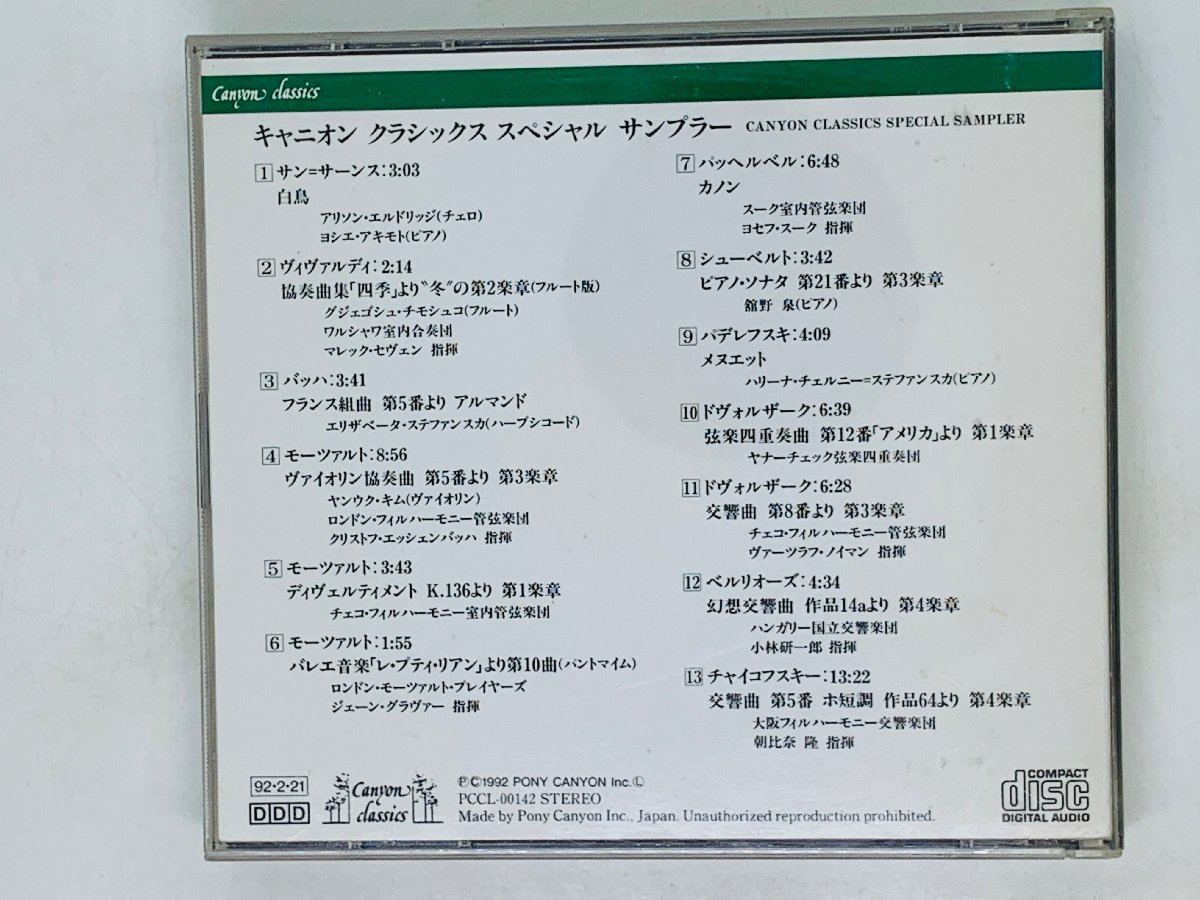 Canyon classics
キャニオン クラシックス スペシャル サンプラー CANYON CLASSICS SPECIAL SAMPLER
1 サン=サーンス:3:03
白鳥
アリソン・エルドリッジ(チェロ)
ヨシエ・アキモト(ピアノ)
2 ヴィヴァルディ:2:14
協奏曲集「四季」より〝冬〟の第2楽章(フルート版)
グジェゴシュ・チモシュコ(フルート)
ワルシャワ室内合奏団
マレック・セヴェン 指揮
3 バッハ:3:41
フランス組曲 第5番より アルマンド
エリザベータ・ステファンスカ(ハープシコード)
4 モーツァルト:8:56
ヴァイオリン協奏曲 第5番より 第3楽章
ヤンウク・キム(ヴァイオリン)
ロンドン・フィルハーモニー管弦楽団
クリストフ・エッシェンバッハ 指揮
5 モーツァルト:3:43
ディヴェルティメント K.136より 第1楽章
チェコ・フィルハーモニー室内管弦楽団
6 モーツァルト:1:55
バレエ音楽「レ・プティ・リアン」より第10曲(パントマイム)
ロンドン・モーツァルト・プレイヤーズ
ジェーン・グラヴァー 指揮
7 パッヘルベル:6:48
カノン
スーク室内管弦楽団
ヨセフ・スーク 指揮
8 シューベルト:3:42
ピアノ・ソナタ 第21番より 第3楽章
舘野 泉(ピアノ)
9 パデレフスキ:4:09
メヌエット
ハリーナ・チェルニー=ステファンスカ(ピアノ)
10 ドヴォルザーク:6:39
弦楽四重奏曲 第12番「アメリカ」より 第1楽章
ヤナーチェック弦楽四重奏団
11 ドヴォルザーク:6:28
交響曲 第8番より 第3楽章
チェコ・フィルハーモニー管弦楽団
ヴァーツラフ・ノイマン 指揮
12 ベルリオーズ:4:34
幻想交響曲 作品14aより 第4楽章
ハンガリー国立交響楽団
小林研一郎 指揮
13 チャイコフスキー:13:22
交響曲 第5番 ホ短調 作品64より 第4楽章
大阪フィルハーモニー交響楽団
朝比奈 隆 指揮
92・2・21
DDD
Canyon classics
ⓅⒸ1992 PONY CANYON Inc.Ⓛ
PCCL-00142 STEREO
Made by Pony Canyon Inc., Japan. Unauthorized reproduction prohibited.
COMPACT
disc
DIGITAL AUDIO